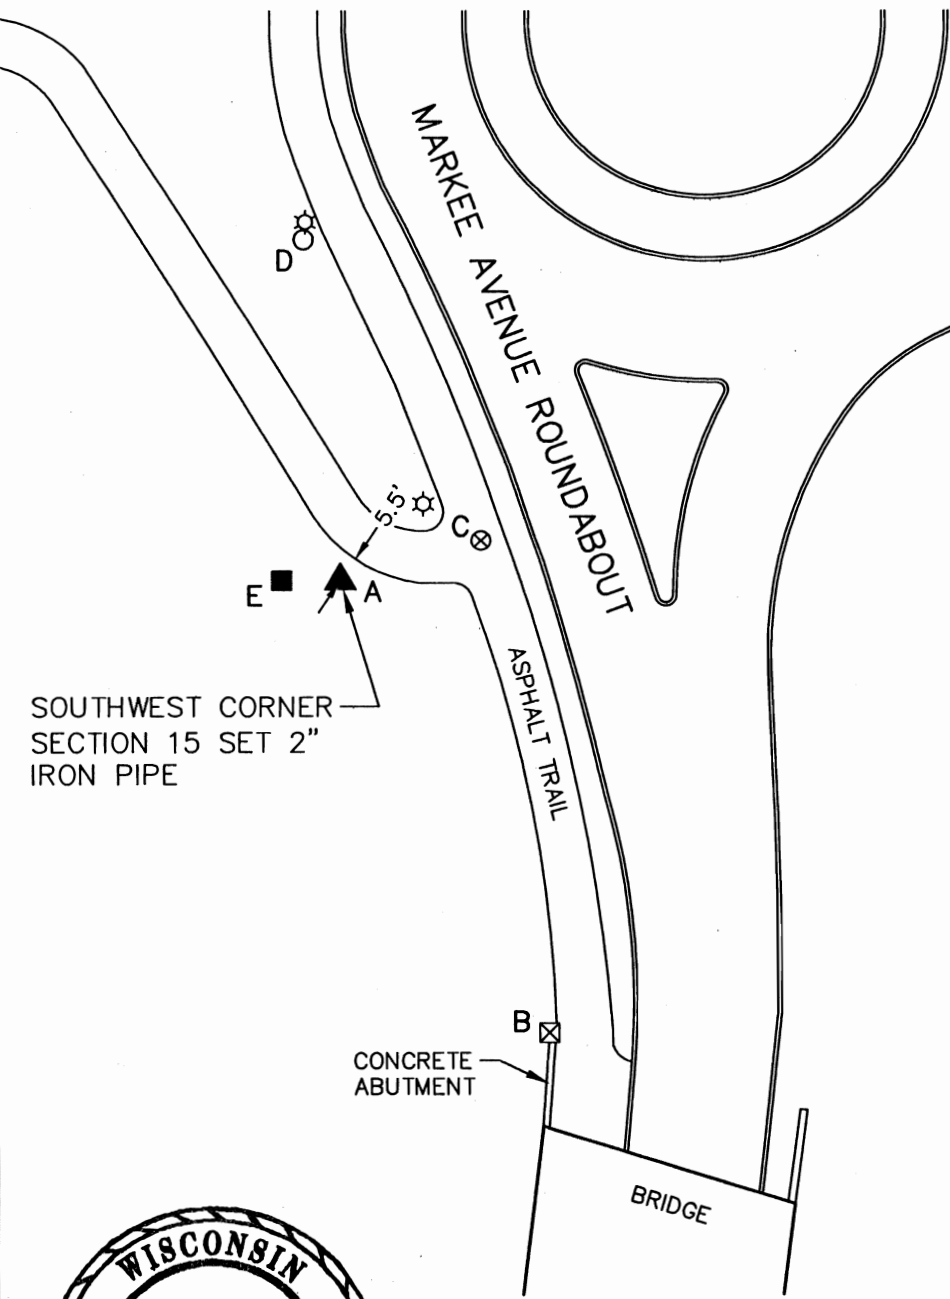 MARKEE AVENUE ROUNDABOUT
D
5.5'
C
E
A
SOUTHWEST CORNER
SECTION 15 SET 2"
IRON PIPE
ASPHALT TRAIL
B
CONCRETE
ABUTMENT
BRIDGE
WISCONSIN